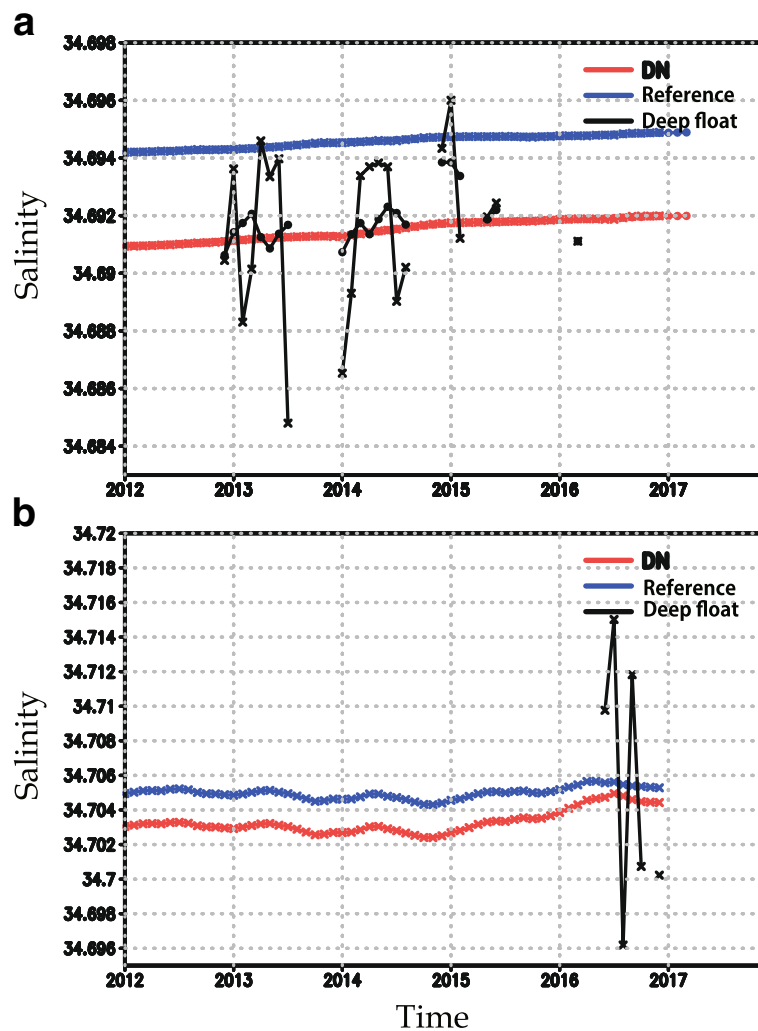 a
34.698
34.696
34.694
34.692
34.69
34.688
34.686
34.684
Salinity
DN
Reference
Deep float
2012 2013 2014 2015 2016 2017
b
34.72
34.718
34.716
34.714
34.712
34.71
34.708
34.706
34.704
34.702
34.7
34.698
34.696
Salinity
DN
Reference
Deep float
2012 2013 2014 2015 2016 2017
Time